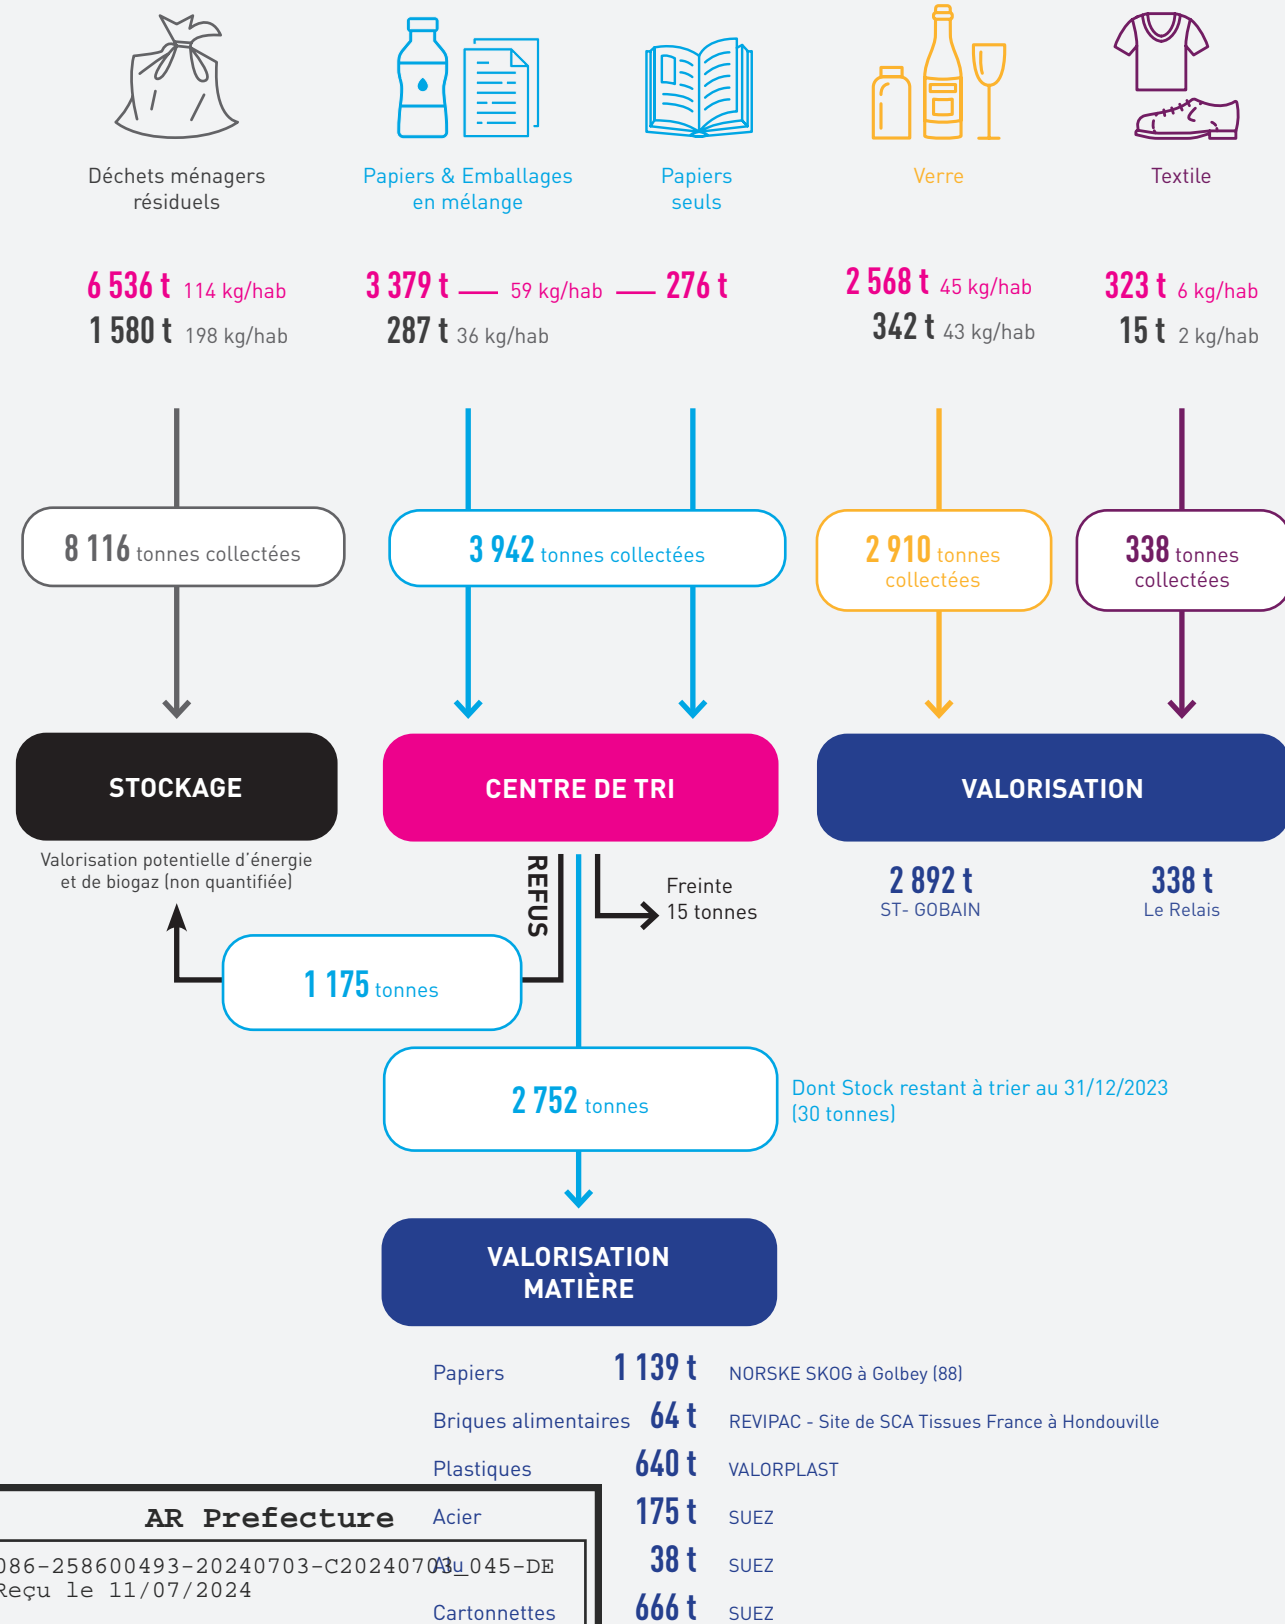 Déchets ménagers
résiduels
Papiers & Emballages
en mélange
Papiers
seuls
Verre
Textile
6 536 t 114 kg/hab
1 580 t 198 kg/hab
3 379 t 59 kg/hab 276 t
287 t 36 kg/hab
2 568 t 45 kg/hab
342 t 43 kg/hab
323 t 6 kg/hab
15 t 2 kg/hab
8 116 tonnes collectées
3 942 tonnes collectées
2 910 tonnes
collectées
338 tonnes
collectées
STOCKAGE
CENTRE DE TRI
VALORISATION
Valorisation potentielle d'énergie
et de biogaz (non quantifiée)
REFUS
Freinte
15 tonnes
2 892 t
ST- GOBAIN
338 t
Le Relais
1 175 tonnes
2 752 tonnes
Dont Stock restant à trier au 31/12/2023
(30 tonnes)
VALORISATION
MATIÈRE
Papiers 1 139 t NORSKE SKOG à Golbey (88)
Briques alimentaires 64 t REVIPAC - Site de SCA Tissues France à Hondouville
Plastiques 640 t VALORPLAST
Acier 175 t SUEZ
Alu 38 t SUEZ
Cartonnettes 666 t SUEZ
AR Prefecture
086-258600493-20240703-C20240703_045-DE
Reçu le 11/07/2024